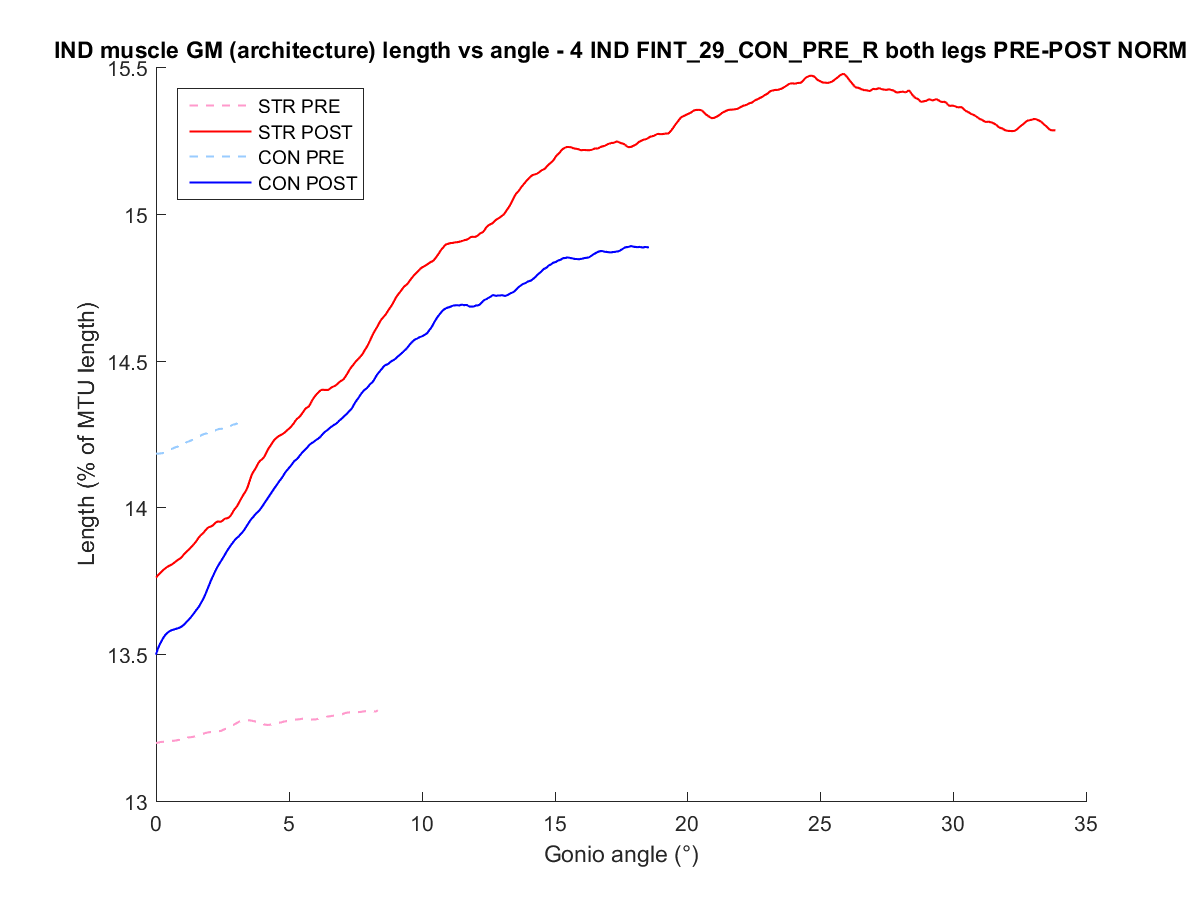 IND muscle GM (architecture) length vs angle - 4 IND FINT_29_CON_PRE_R both legs PRE-POST NORM
15.5
STR PRE
STR POST
CON PRE
CON POST
15
14.5
14
13.5
13
Length (% of MTU length)
0 5 10 15 20 25 30 35
Gonio angle (°)